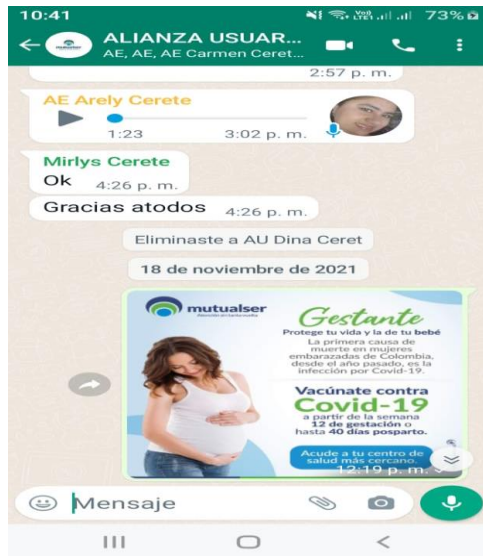 10:41
73%
ALIANZA USUAR...
AE, AE, AE Carmen Ceret...
2:57 p. m.
AE Arely Cerete
1:23
3:02 p. m.
Mirlys Cerete
Ok 4:26 p. m.
Gracias atodos 4:26 p. m.
Eliminaste a AU Dina Ceret
18 de noviembre de 2021
mutualser
Gestante
Protege tu vida y la de tu bebé
La primera causa de
muerte en mujeres
embarazadas de Colombia,
desde el año pasado, es la
infección por Covid-19.
Vacúnate contra
Covid-19
a partir de la semana
12 de gestación o
hasta 40 días posparto.
Acude a tu centro de
salud más cercano.
12:19 p. m.
Mensaje